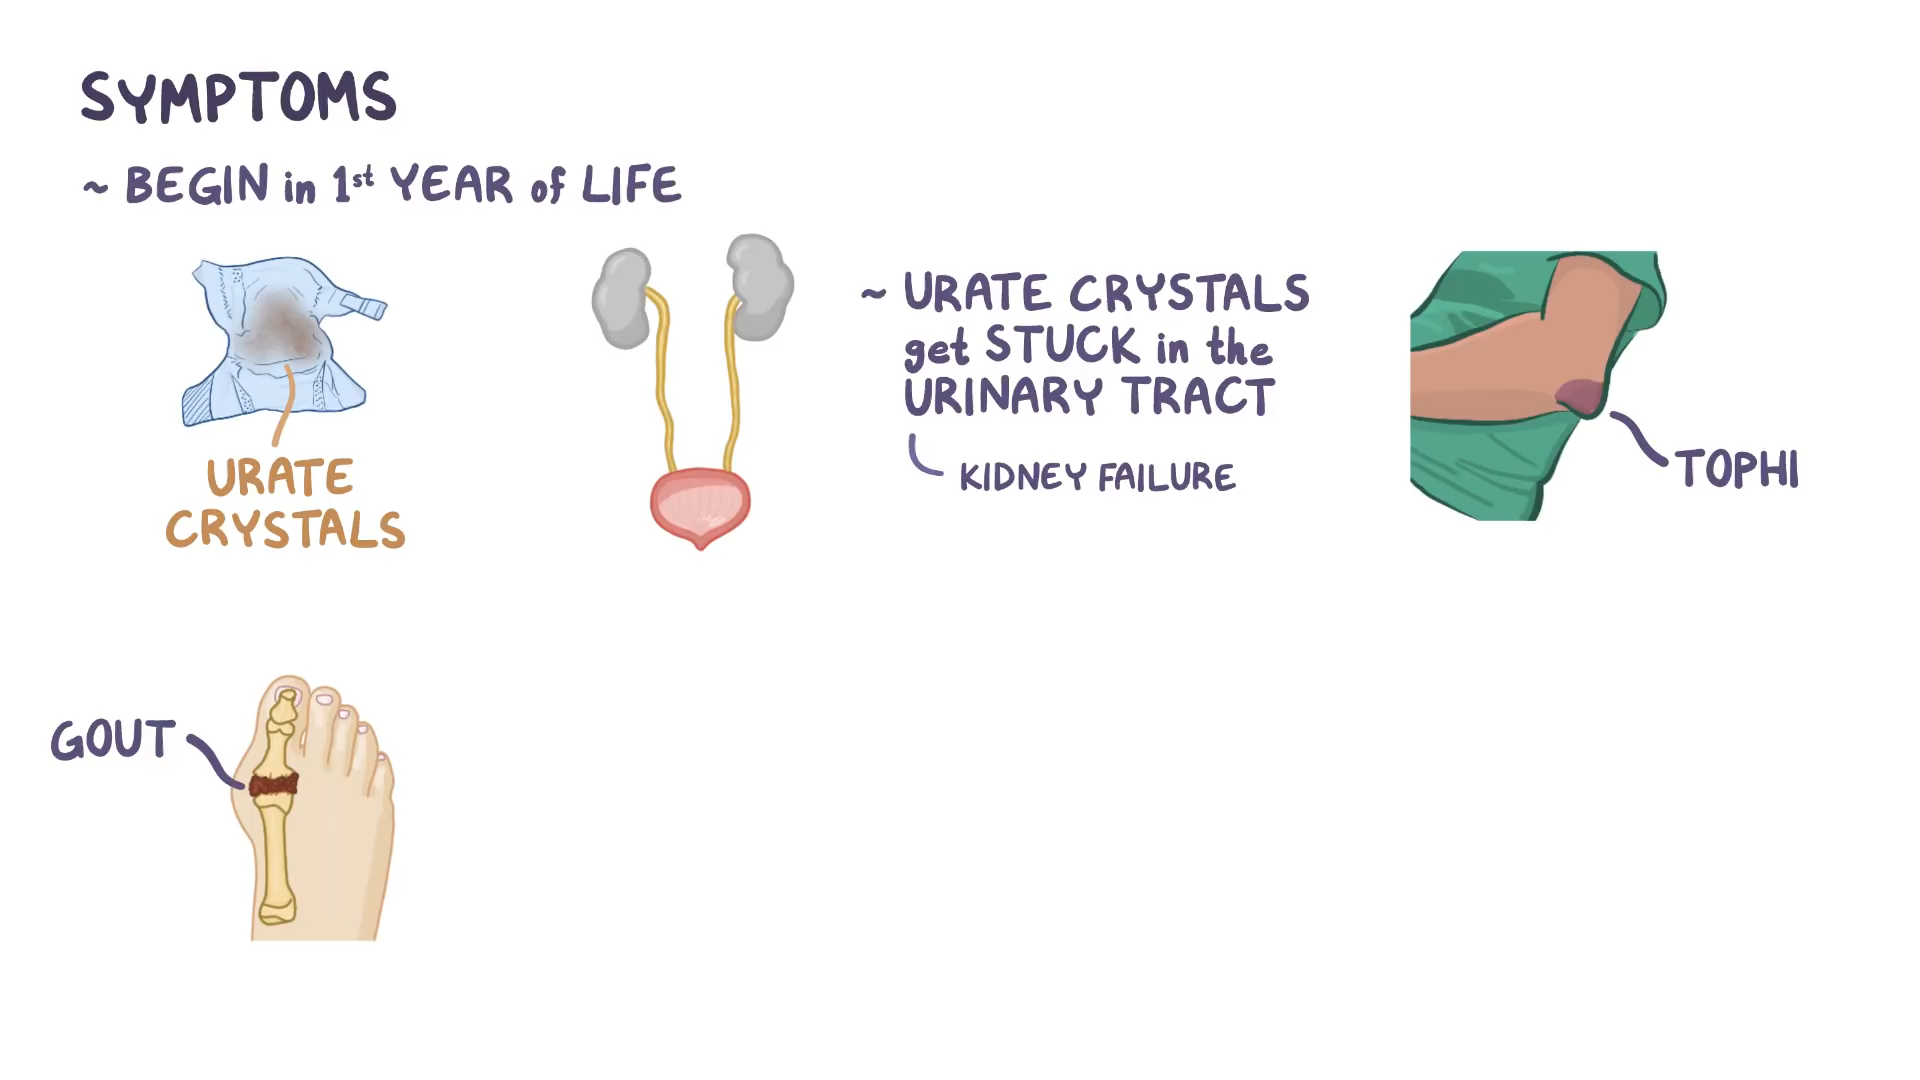 SYMPTOMS
~ BEGIN in 1st YEAR of LIFE
URATE
CRYSTALS
~ URATE CRYSTALS
get STUCK in the
URINARY TRACT
KIDNEY FAILURE
TOPHI
GOUT